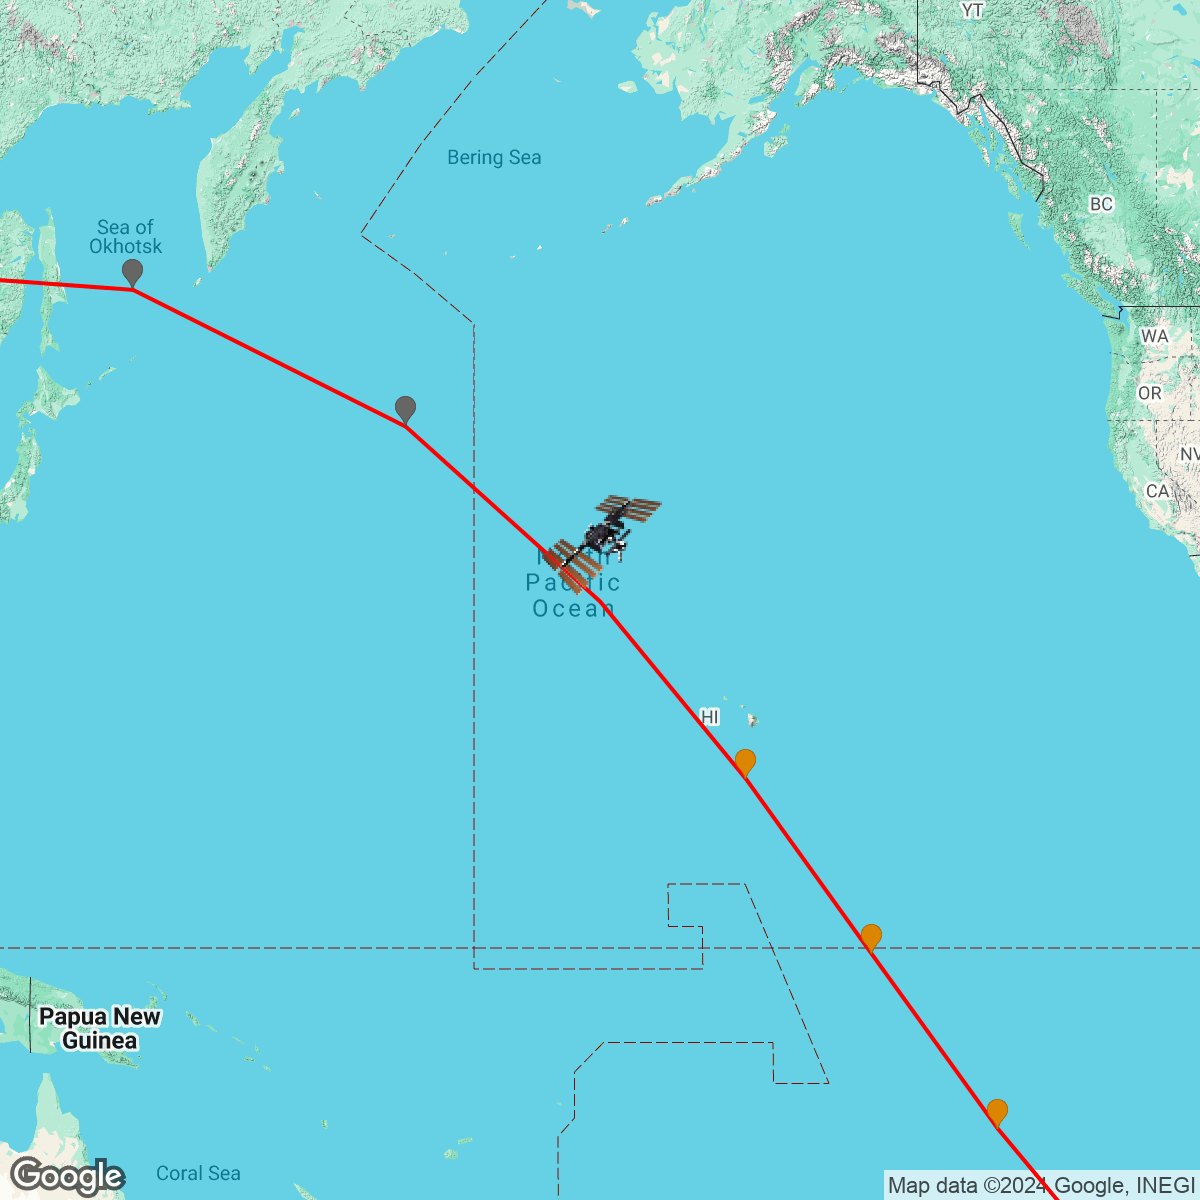 YT
Bering Sea
BC
Sea of
Okhotsk
WA
OR
NV
CA
Pacific
Ocean
HI
Papua New
Guinea
Coral Sea
Google
Map data ©2024 Google, INEGI